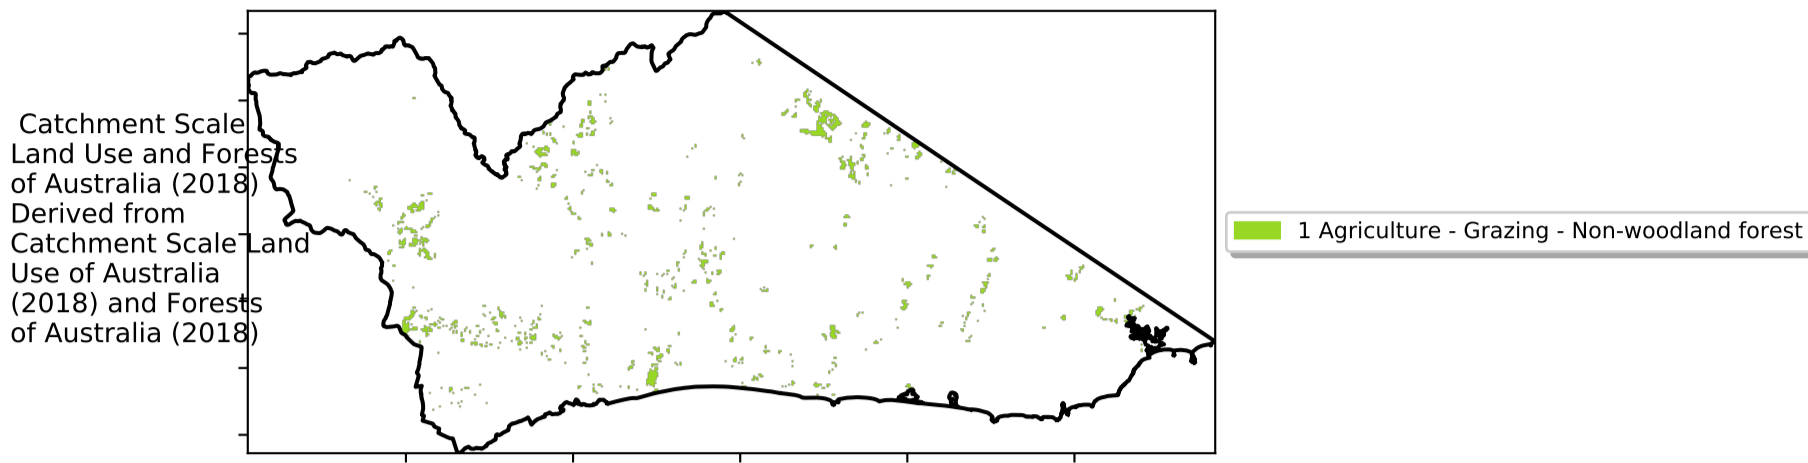 Catchment Scale
Land Use and Forests
of Australia (2018)
Derived from
Catchment Scale Land
Use of Australia
(2018) and Forests
of Australia (2018)
1 Agriculture - Grazing - Non-woodland forest